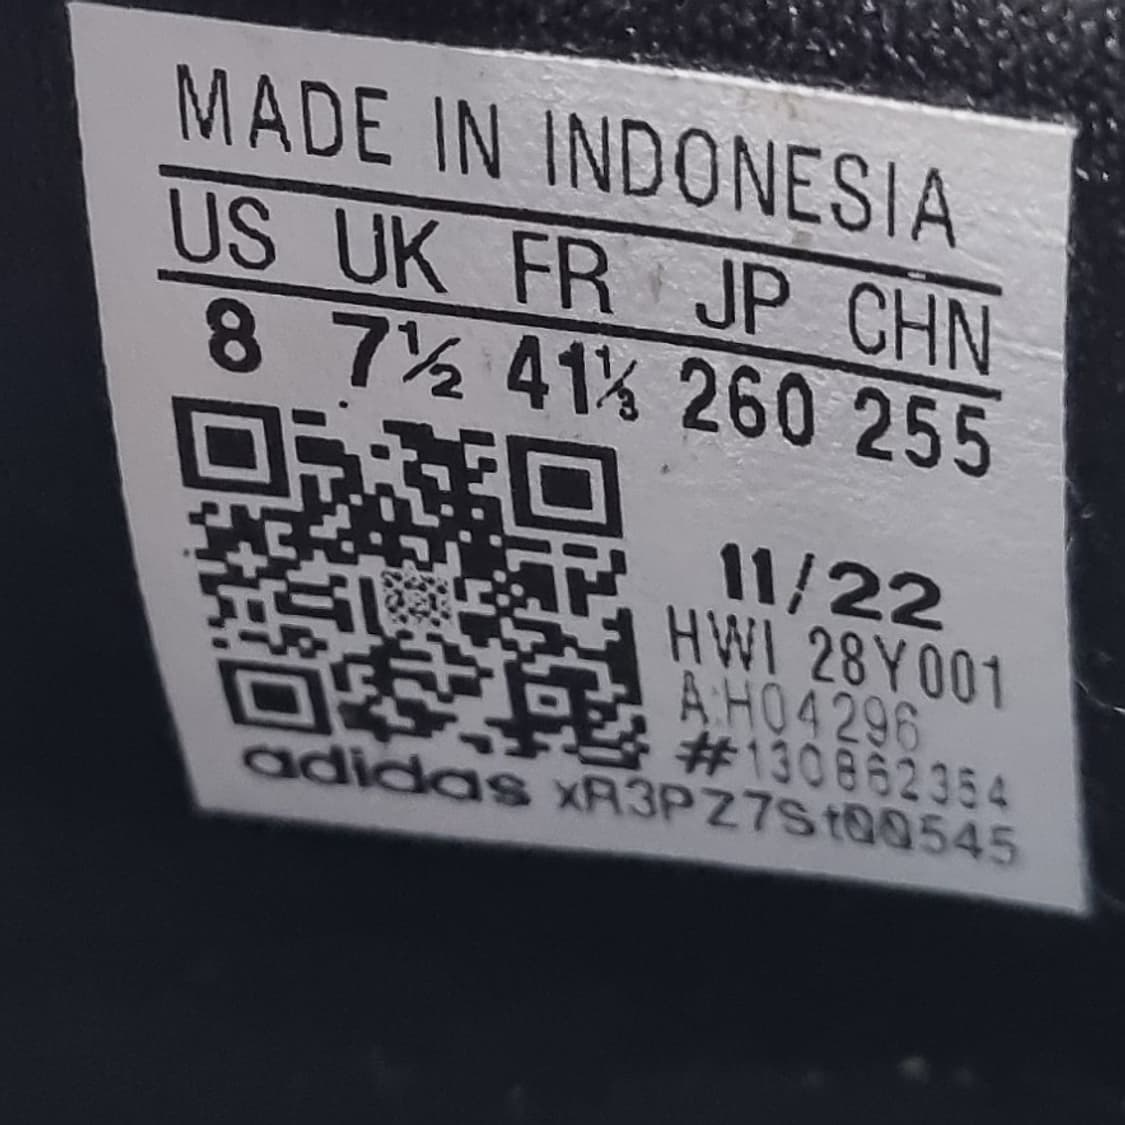 MADE IN INDONESIA
US UK FR JP CHN
8 7½ 41⅓ 260 255
11/22
HWI 28Y001
A:H04296
#130862354
adidas xR3PZ7St00545